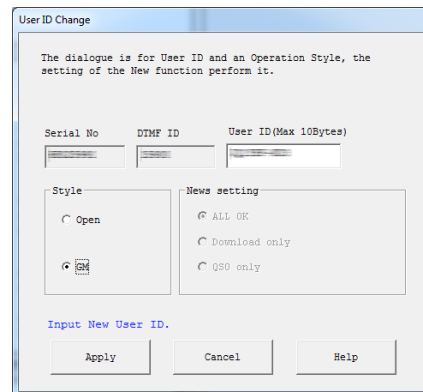 User ID Change
The dialogue is for User ID and an Operation Style, the
setting of the New function perform it.
Serial No DTMF ID User ID(Max 10Bytes)
Style News setting
Open ALL OK
Download only
GM QSO only
Input New User ID.
Apply Cancel Help